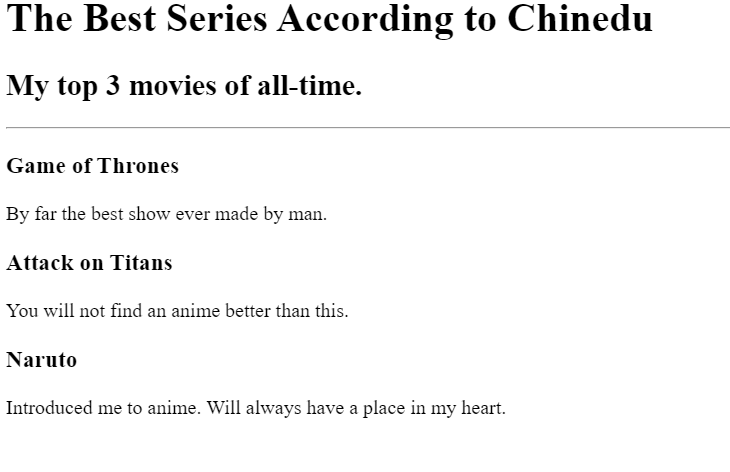 The Best Series According to Chinedu
My top 3 movies of all-time.
Game of Thrones
By far the best show ever made by man.
Attack on Titans
You will not find an anime better than this.
Naruto
Introduced me to anime. Will always have a place in my heart.